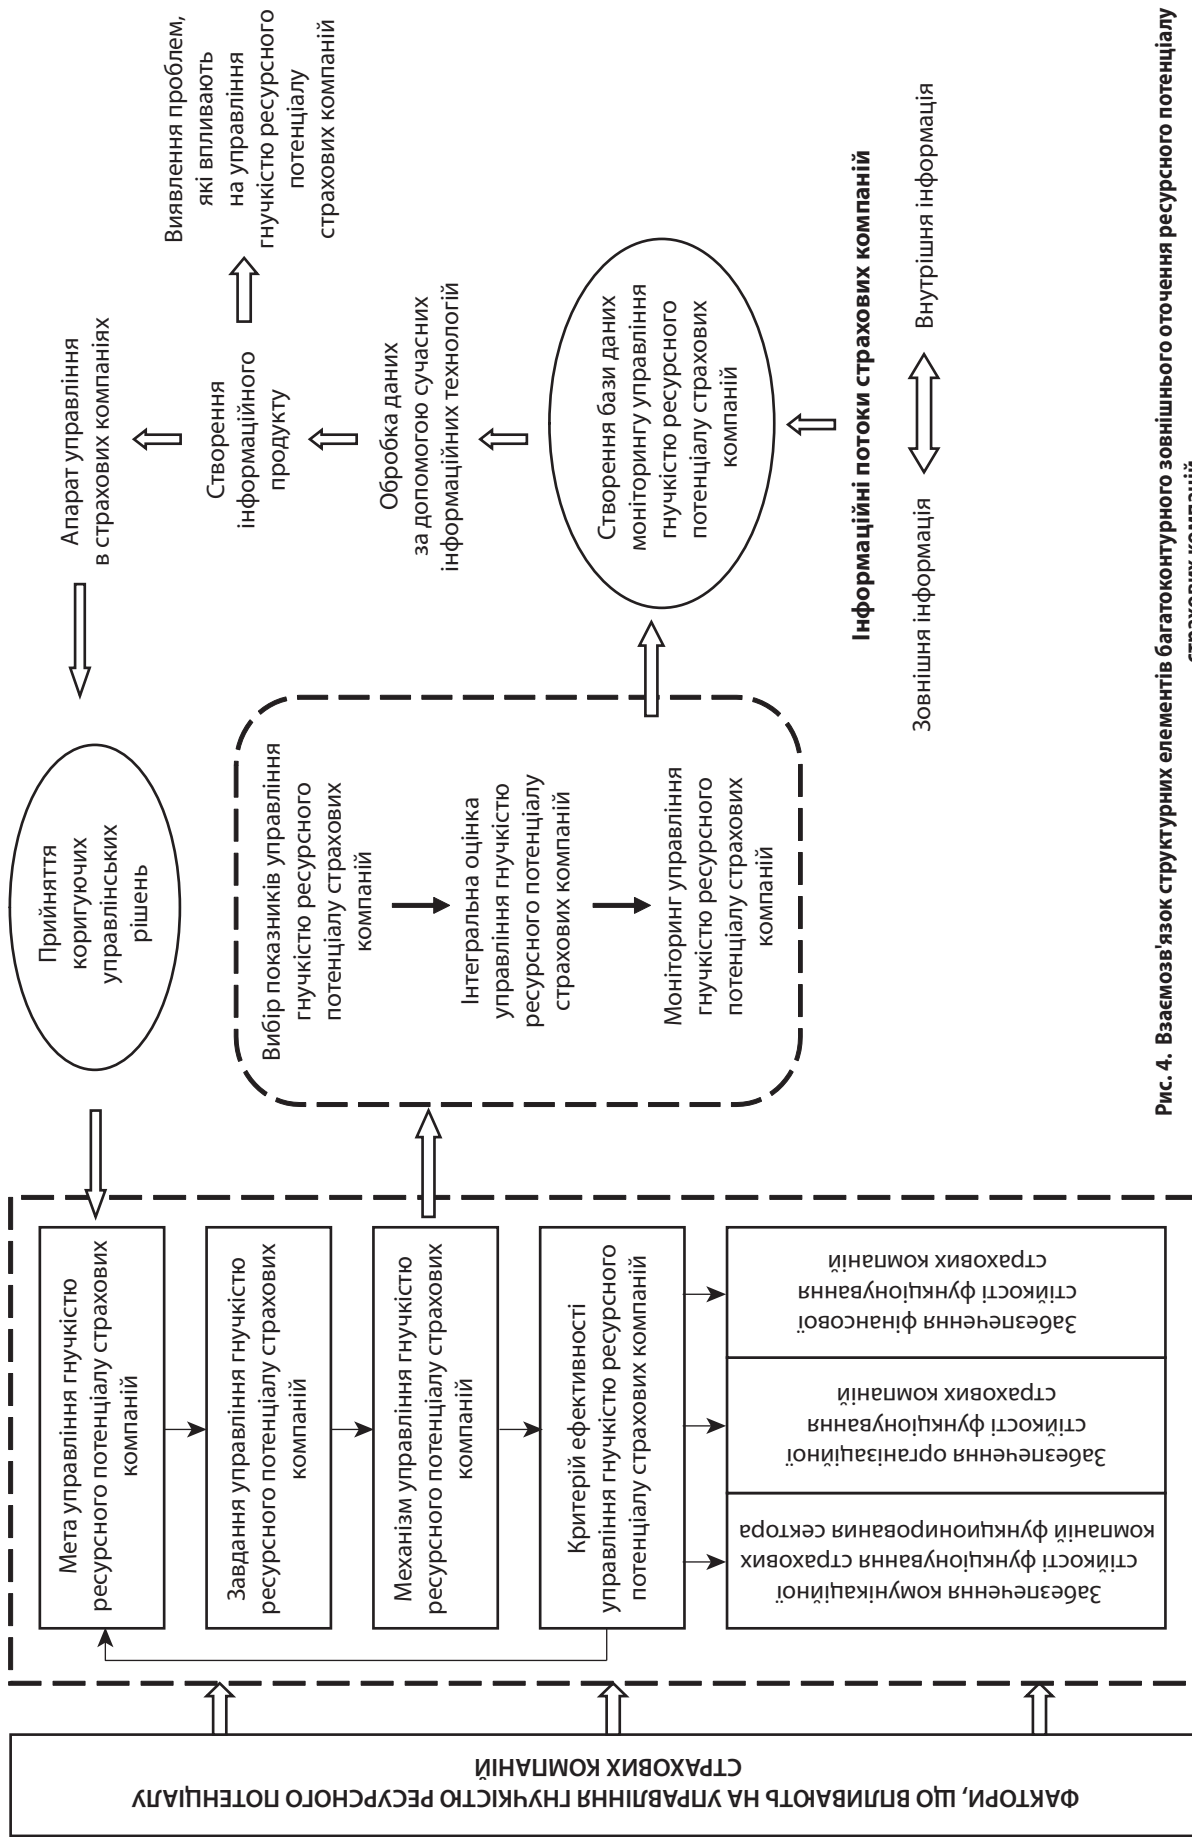 ФАКТОРИ, ЩО ВПЛИВАЮТЬ НА УПРАВЛІННЯ ГНУЧКІСТЮ РЕСУРСНОГО ПОТЕНЦІАЛУ
СТРАХОВИХ КОМПАНІЙ
Мета управління гнучкістю
ресурсного потенціалу страхових
компаній
Завдання управління гнучкістю
ресурсного потенціалу страхових
компаній
Механізм управління гнучкістю
ресурсного потенціалу страхових
компаній
Критерій ефективності
управління гнучкістю ресурсного
потенціалу страхових компаній
Забезпечення комунікаційної
стійкості функціонування страхових
компаній функционирования сектора
Забезпечення організаційної
стійкості функціонування
страхових компаній
Забезпечення фінансової
стійкості функціонування
страхових компаній
Прийняття
коригуючих
управлінських
рішень
Вибір показників управління
гнучкістю ресурсного
потенціалу страхових
компаній
Інтегральна оцінка
управління гнучкістю
ресурсного потенціалу
страхових компаній
Моніторинг управління
гнучкістю ресурсного
потенціалу страхових
компаній
Апарат управління
в страхових компаніях
Створення
інформаційного
продукту
Виявлення проблем,
які впливають
на управління
гнучкістю ресурсного
потенціалу
страхових компаній
Обробка даних
за допомогою сучасних
інформаційних технологій
Створення бази даних
моніторингу управління
гнучкістю ресурсного
потенціалу страхових
компаній
Інформаційні потоки страхових компаній
Зовнішня інформація
Внутрішня інформація
Рис. 4. Взаємозв'язок структурних елементів багатоконтурного зовнішнього оточення ресурсного потенціалу
страхових компаній